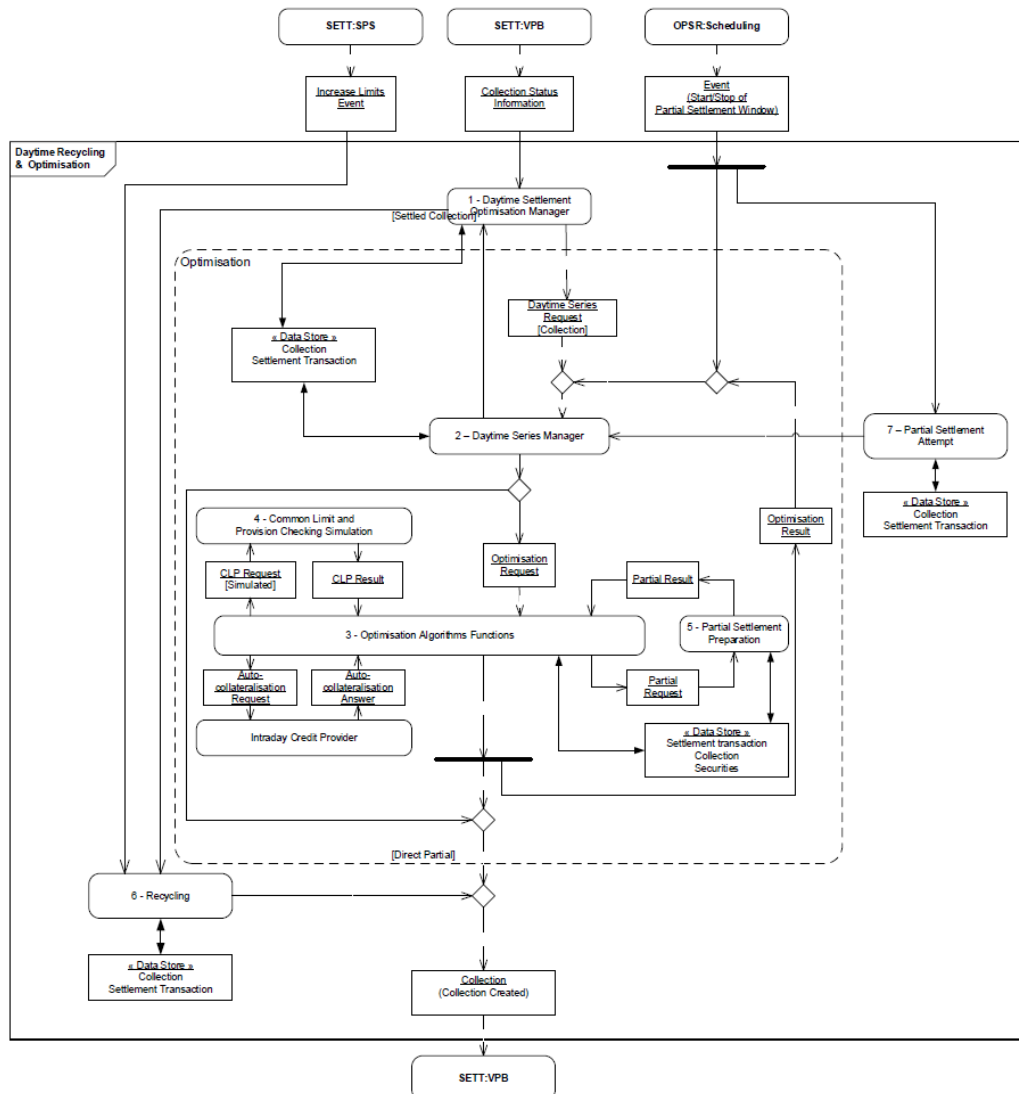 SETT:SPS
SETT:VPB
OPSR:Scheduling
Increase Limits
Event
Collection Status
Information
Event
(Start/Stop of
Partial Settlement Window)
Daytime Recycling
& Optimisation
1 - Daytime Settlement
Optimisation Manager
[Settled Collection]
Optimisation
Daytime Series
Request
[Collection]
« Data Store »
Collection
Settlement Transaction
2 – Daytime Series Manager
7 – Partial Settlement
Attempt
« Data Store »
Collection
Settlement Transaction
4 - Common Limit and
Provision Checking Simulation
Optimisation
Result
CLP Request
[Simulated]
CLP Result
Optimisation
Request
Partial Result
3 - Optimisation Algorithms Functions
5 - Partial Settlement
Preparation
Auto-
collateralisation
Request
Auto-
collateralisation
Answer
Partial
Request
Intraday Credit Provider
« Data Store »
Settlement transaction
Collection
Securities
[Direct Partial]
6 - Recycling
« Data Store »
Collection
Settlement Transaction
Collection
(Collection Created)
SETT:VPB